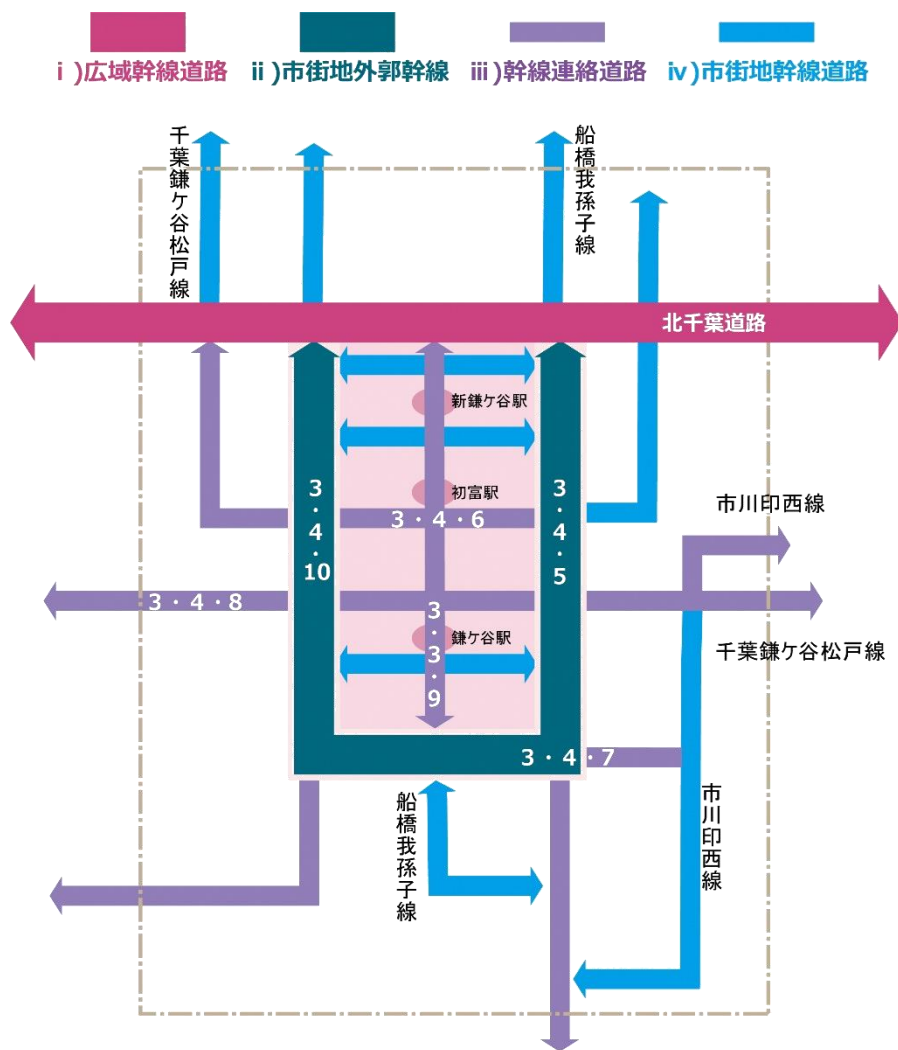 i )広域幹線道路
ii )市街地外郭幹線
iii )幹線連絡道路
iv )市街地幹線道路
千葉鎌ケ谷松戸線
船橋我孫子線
北千葉道路
新鎌ケ谷駅
初富駅
3・4・10
3・4・6
3・4・5
市川印西線
3・4・8
3・3・9
鎌ケ谷駅
千葉鎌ケ谷松戸線
3・4・7
船橋我孫子線
市川印西線